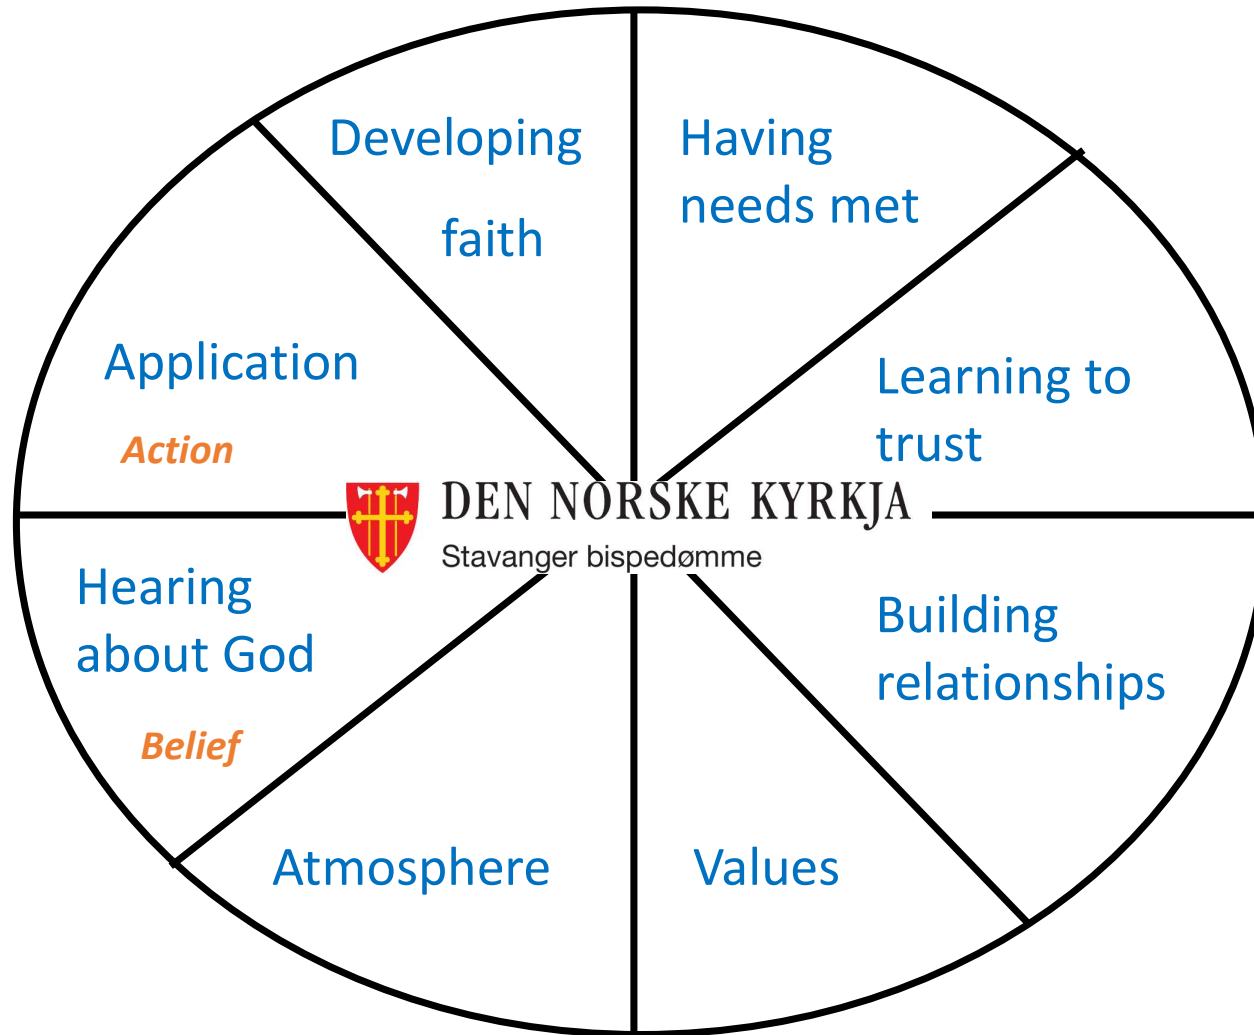 Developing
faith
Having
needs met
Learning to
trust
Building
relationships
Values
Atmosphere
Hearing
about God
Belief
Application
Action
DEN NORSKE KYRKJA
Stavanger bispedømme